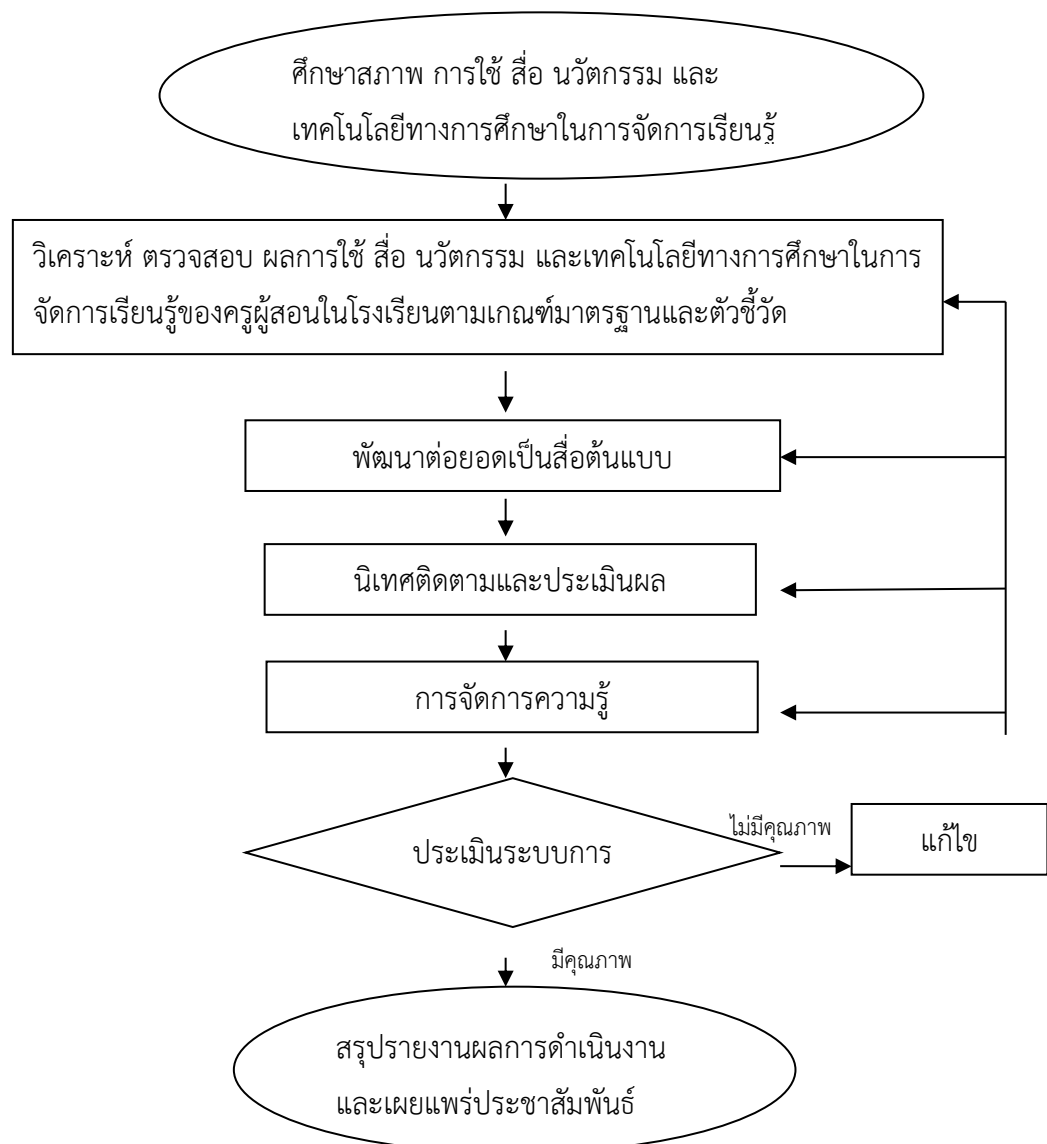 ศึกษาสภาพ การใช้ สื่อ นวัตกรรม และ
เทคโนโลยีทางการศึกษาในการจัดการเรียนรู้
วิเคราะห์ ตรวจสอบ ผลการใช้ สื่อ นวัตกรรม และเทคโนโลยีทางการศึกษาในการ
จัดการเรียนรู้ของครูผู้สอนในโรงเรียนตามเกณฑ์มาตรฐานและตัวชี้วัด
พัฒนาต่อยอดเป็นสื่อต้นแบบ
นิเทศติดตามและประเมินผล
การจัดการความรู้
ประเมินระบบการ
ไม่มีคุณภาพ
แก้ไข
มีคุณภาพ
สรุปรายงานผลการดำเนินงาน
และเผยแพร่ประชาสัมพันธ์